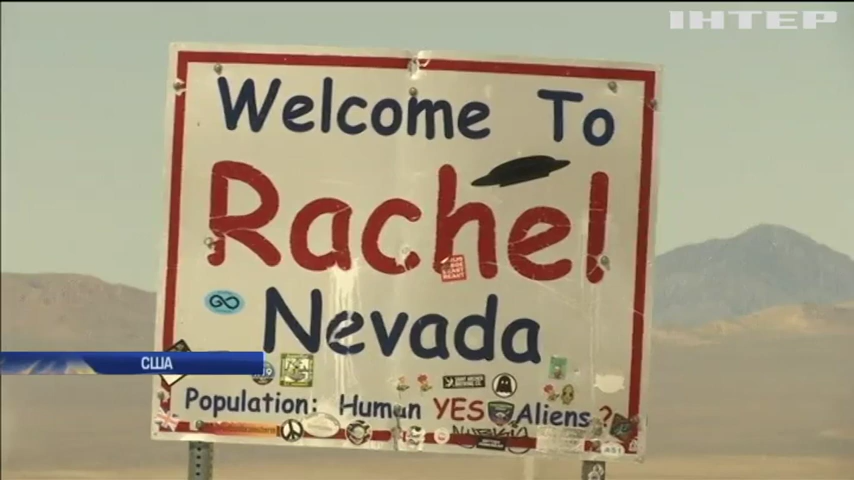 ІНТЕР
Welcome To
Rachel
Nevada
США
Population: Human YES Aliens ?